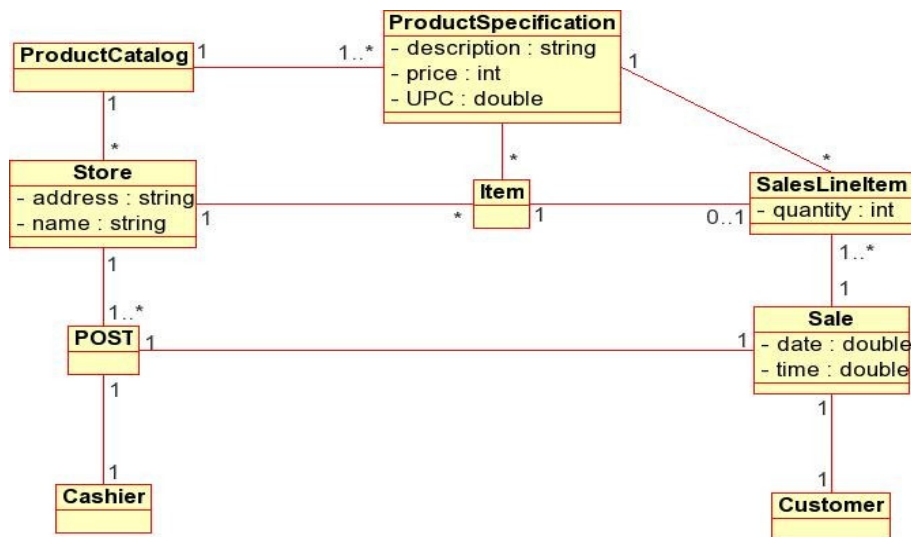 ProductSpecification
- description : string
- price : int
- UPC : double
ProductCatalog
1
1..*
1
1
*
*
*
Store
- address : string
- name : string
Item
SalesLineItem
- quantity : int
1
*
1
0..1
1
1..*
1..*
1
POST
1
1
Sale
- date : double
- time : double
1
1
1
1
Cashier
Customer